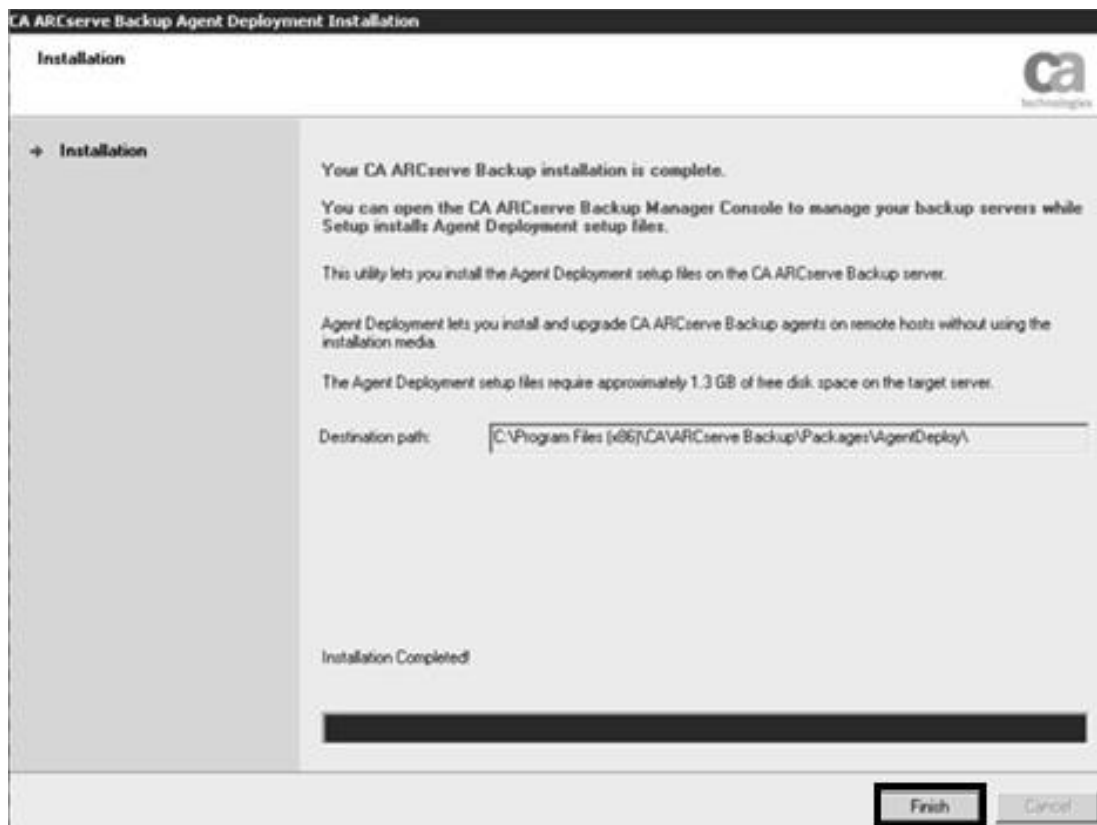 CA ARCserve Backup Agent Deployment Installation
Installation
ca
technologies
Installation
Your CA ARCserve Backup installation is complete.
You can open the CA ARCserve Backup Manager Console to manage your backup servers while
Setup installs Agent Deployment setup files.
This utility lets you install the Agent Deployment setup files on the CA ARCserve Backup server.
Agent Deployment lets you install and upgrade CA ARCserve Backup agents on remote hosts without using the
installation media.
The Agent Deployment setup files require approximately 1.3 GB of free disk space on the target server.
Destination path: C:\Program Files (x86)\CA\ARCserve Backup\Packages\AgentDeploy\
Installation Completed!
Finish Cancel